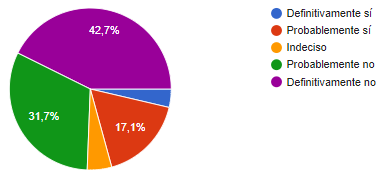 42,7%
31,7%
17,1%
Definitivamente sí
Probablemente sí
Indeciso
Probablemente no
Definitivamente no